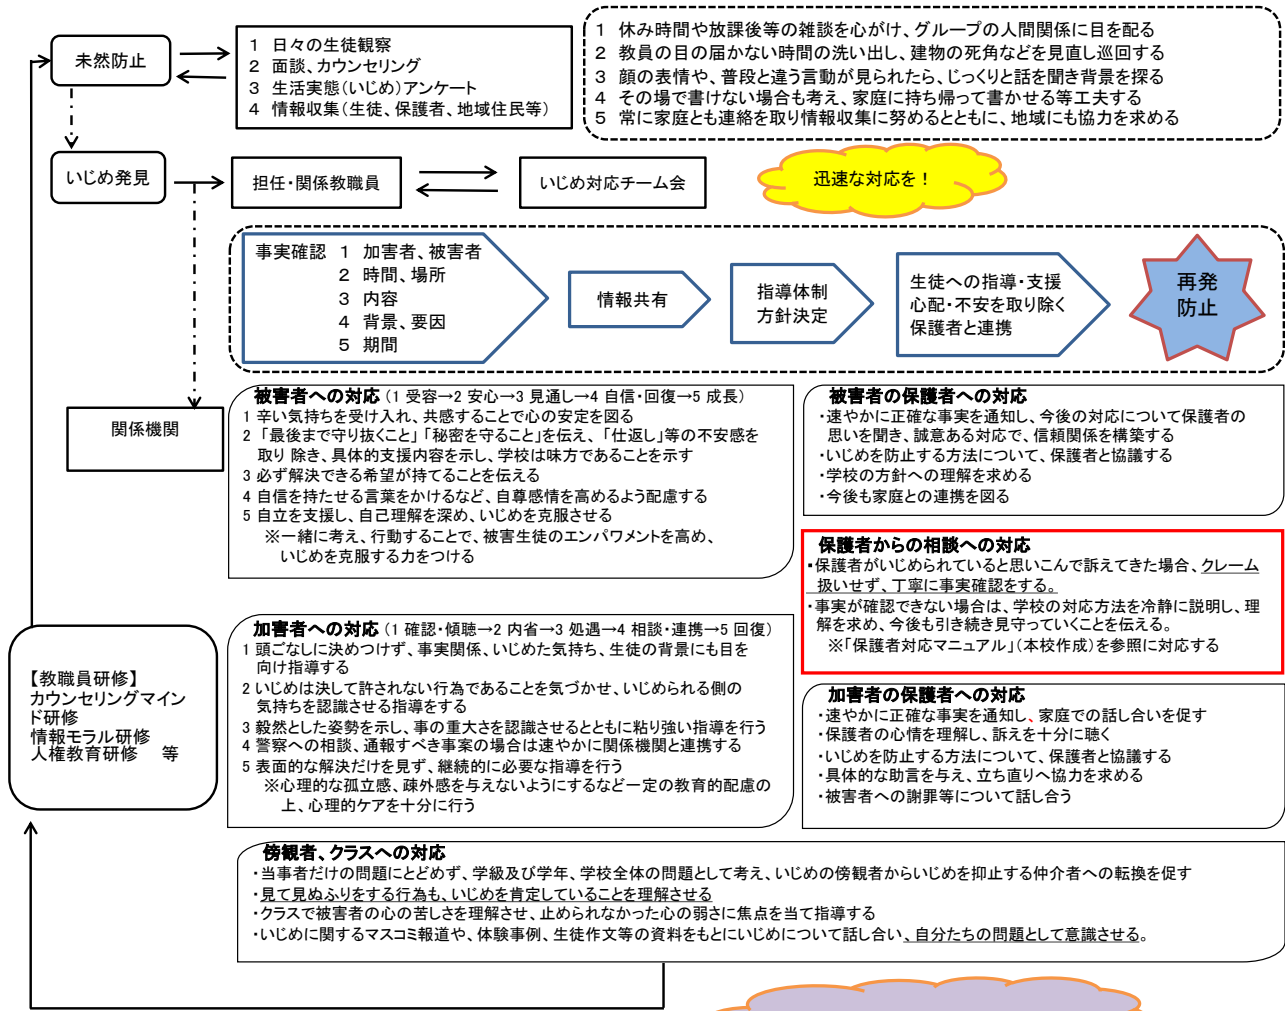 未然防止
1 日々の生徒観察
2 面談、カウンセリング
3 生活実態(いじめ)アンケート
4 情報収集(生徒、保護者、地域住民等)
1 休み時間や放課後等の雑談を心がけ、グループの人間関係に目を配る
2 教員の目の届かない時間の洗い出し、建物の死角などを見直し巡回する
3 顔の表情や、普段と違う言動が見られたら、じっくりと話を聞き背景を探る
4 その場で書けない場合も考え、家庭に持ち帰って書かせる等工夫する
5 常に家庭とも連絡を取り情報収集に努めるとともに、地域にも協力を求める
いじめ発見
担任・関係教職員
いじめ対応チーム会
迅速な対応を!
事実確認 1 加害者、被害者
2 時間、場所
3 内容
4 背景、要因
5 期間
情報共有
指導体制
方針決定
生徒への指導・支援
心配・不安を取り除く
保護者と連携
再発
防止
関係機関
被害者への対応(1 受容→2 安心→3 見通し→4 自信・回復→5 成長)
1 辛い気持ちを受け入れ、共感することで心の安定を図る
2 「最後まで守り抜くこと」「秘密を守ること」を伝え、「仕返し」等の不安感を
取り 除き、具体的支援内容を示し、学校は味方であることを示す
3 必ず解決できる希望が持てることを伝える
4 自信を持たせる言葉をかけるなど、自尊感情を高めるよう配慮する
5 自立を支援し、自己理解を深め、いじめを克服させる
※一緒に考え、行動することで、被害生徒のエンパワメントを高め、
いじめを克服する力をつける
被害者の保護者への対応
・速やかに正確な事実を通知し、今後の対応について保護者の
思いを聞き、誠意ある対応で、信頼関係を構築する
・いじめを防止する方法について、保護者と協議する
・学校の方針への理解を求める
・今後も家庭との連携を図る
保護者からの相談への対応
・保護者がいじめられていると思いこんで訴えてきた場合、クレーム
扱いせず、丁寧に事実確認をする。
・事実が確認できない場合は、学校の対応方法を冷静に説明し、理
解を求め、今後も引き続き見守っていくことを伝える。
※「保護者対応マニュアル」(本校作成)を参照に対応する
【教職員研修】
カウンセリングマイン
ド研修
情報モラル研修
人権教育研修 等
加害者への対応(1 確認・傾聴→2 内省→3 処遇→4 相談・連携→5 回復)
1 頭ごなしに決めつけず、事実関係、いじめた気持ち、生徒の背景にも目を
向け指導する
2 いじめは決して許されない行為であることを気づかせ、いじめられる側の
気持ちを認識させる指導をする
3 毅然とした姿勢を示し、事の重大さを認識させるとともに粘り強い指導を行う
4 警察への相談、通報すべき事案の場合は速やかに関係機関と連携する
5 表面的な解決だけを見ず、継続的に必要な指導を行う
※心理的な孤立感、疎外感を与えないようにするなど一定の教育的配慮の
上、心理的ケアを十分に行う
加害者の保護者への対応
・速やかに正確な事実を通知し、家庭での話し合いを促す
・保護者の心情を理解し、訴えを十分に聴く
・いじめを防止する方法について、保護者と協議する
・具体的な助言を与え、立ち直りへ協力を求める
・被害者への謝罪等について話し合う
傍観者、クラスへの対応
・当事者だけの問題にとどめず、学級及び学年、学校全体の問題として考え、いじめの傍観者からいじめを抑止する仲介者への転換を促す
・見て見ぬふりをする行為も、いじめを肯定していることを理解させる
・クラスで被害者の心の苦しさを理解させ、止められなかった心の弱さに焦点を当て指導する
・いじめに関するマスコミ報道や、体験事例、生徒作文等の資料をもとにいじめについて話し合い、自分たちの問題として意識させる。